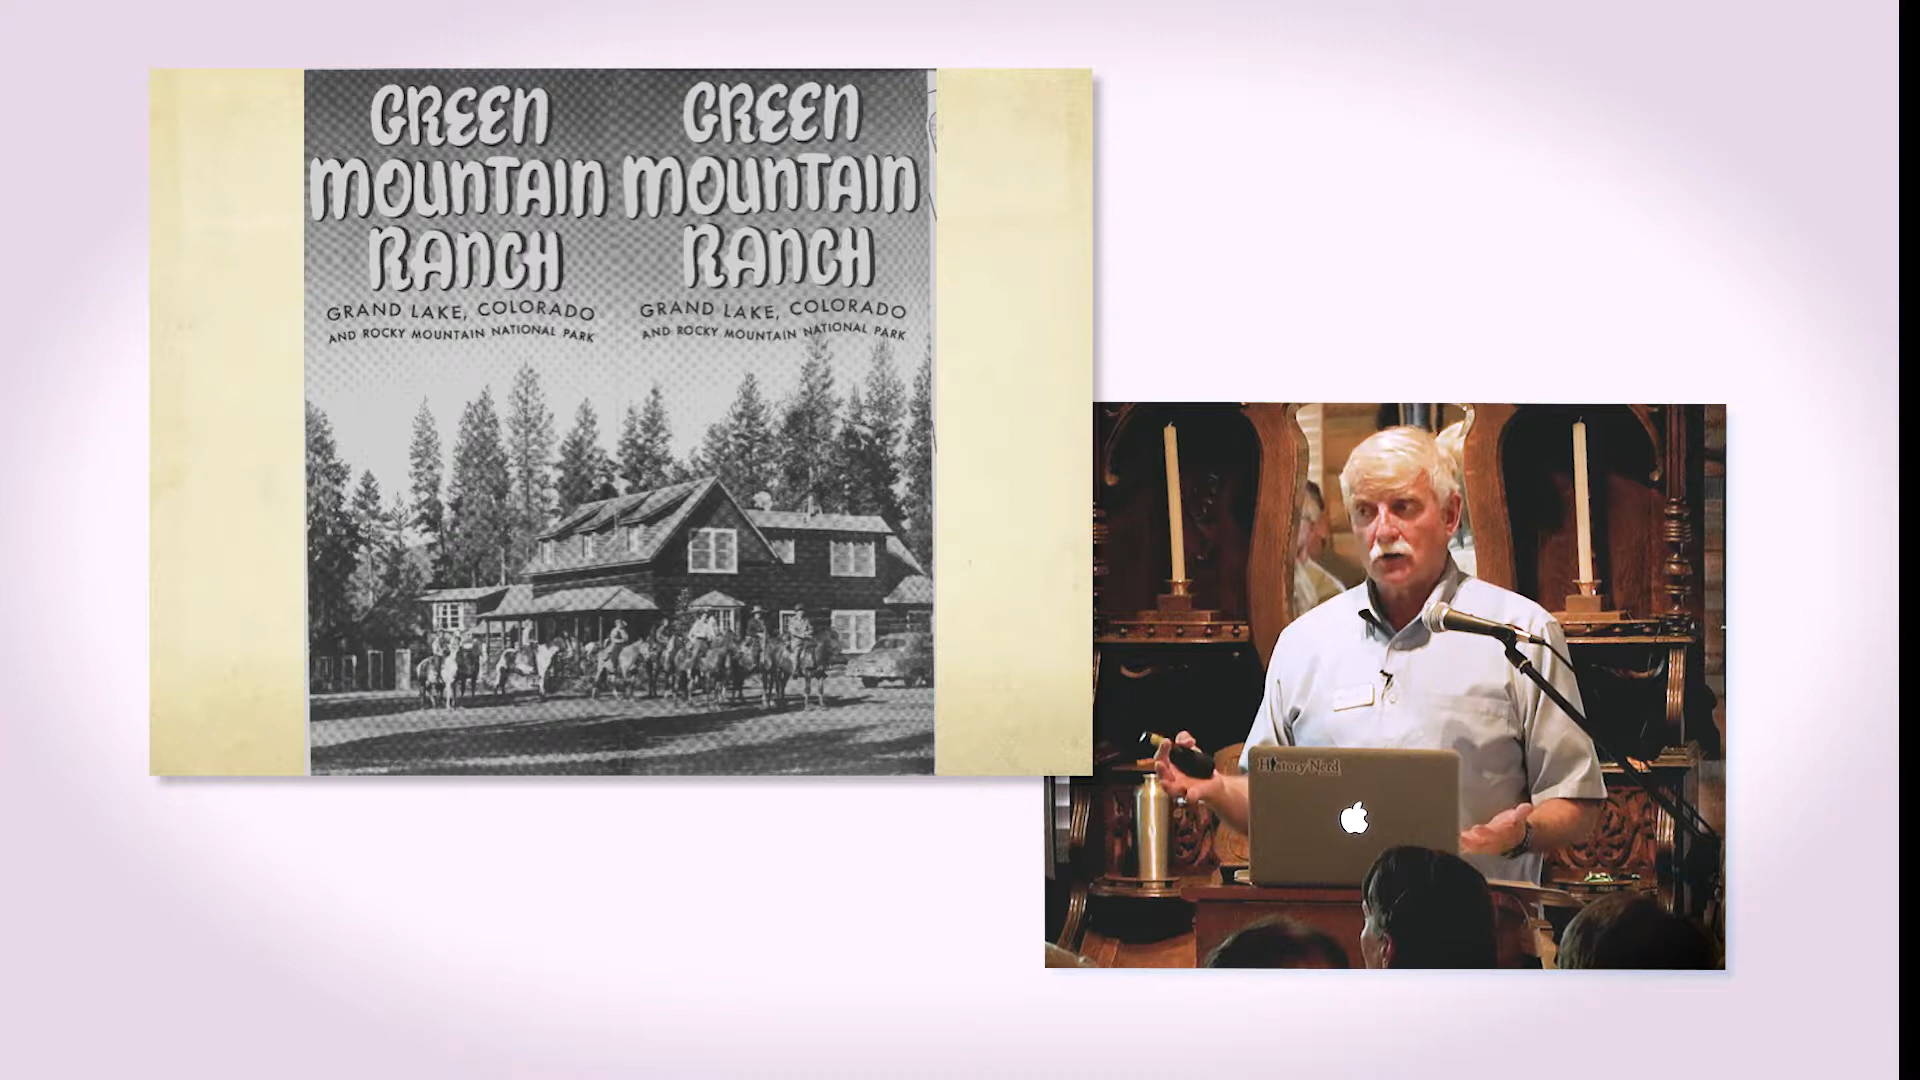 GREEN
MOUNTAIN
RANCH
GRAND LAKE, COLORADO
AND ROCKY MOUNTAIN NATIONAL PARK
GREEN
MOUNTAIN
RANCH
GRAND LAKE, COLORADO
AND ROCKY MOUNTAIN NATIONAL PARK
History Nerd